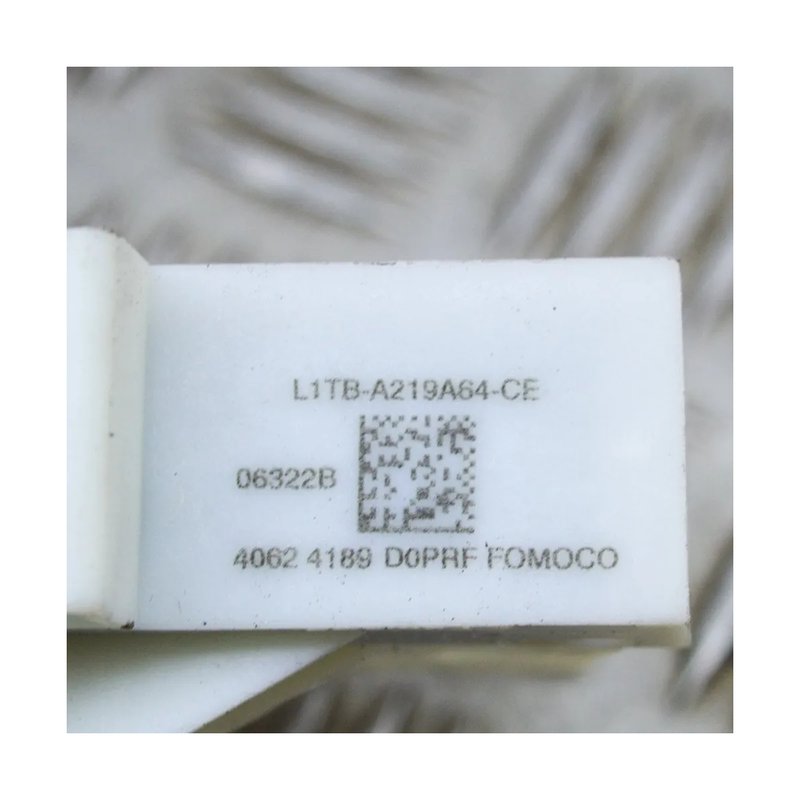 L1TB-A219A64-CE
06322B
4062 4189 D0PRF FOMOCO